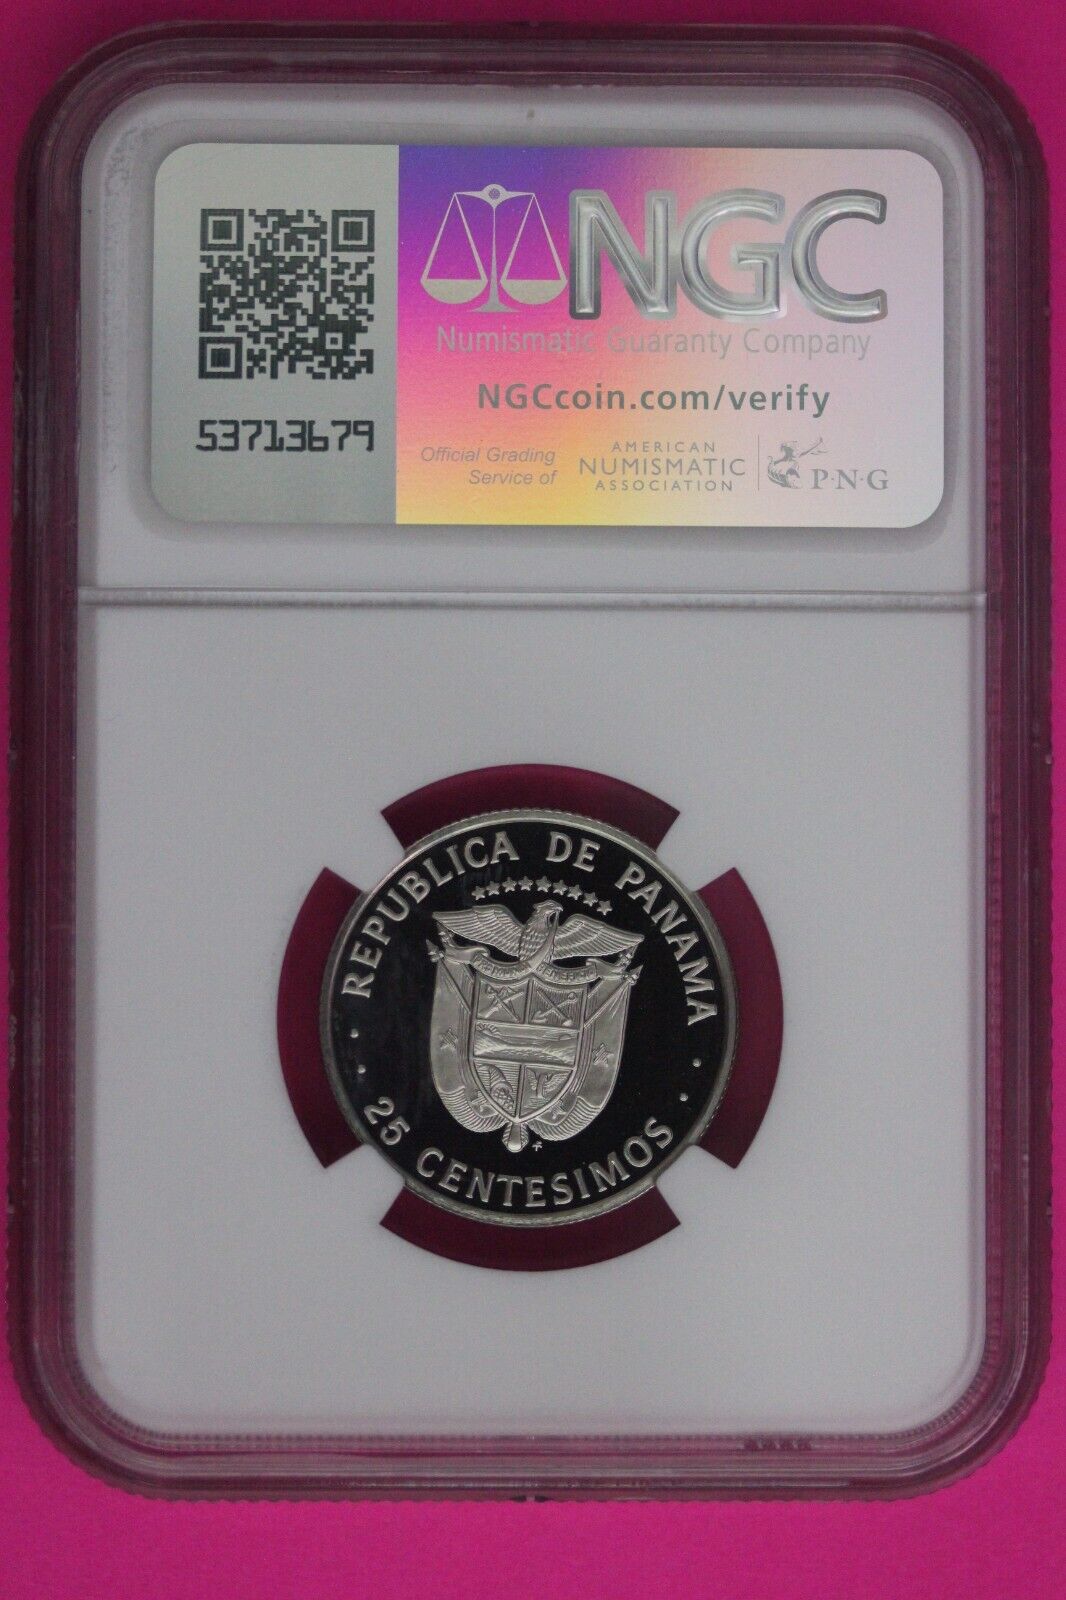 NGC
Numismatic Guaranty Company
NGCcoin.com/verify
53713679
Official Grading
Service of
AMERICAN
NUMISMATIC
ASSOCIATION
P·N·G
REPUBLICA DE PANAMA
25 CENTESIMOS